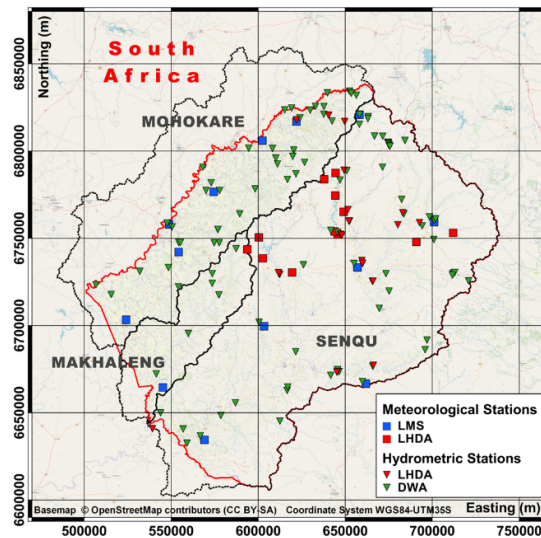 South
Africa
Northing (m)
6850000
6800000
6750000
6700000
6650000
6600000
MOHOKARE
MAKHALENG
SENQU
Meteorological Stations
LMS
LHDA
Hydrometric Stations
LHDA
DWA
Basemap © OpenStreetMap contributors (CC BY-SA) Coordinate System WGS84-UTM35S Easting (m)
500000 550000 600000 650000 700000 750000